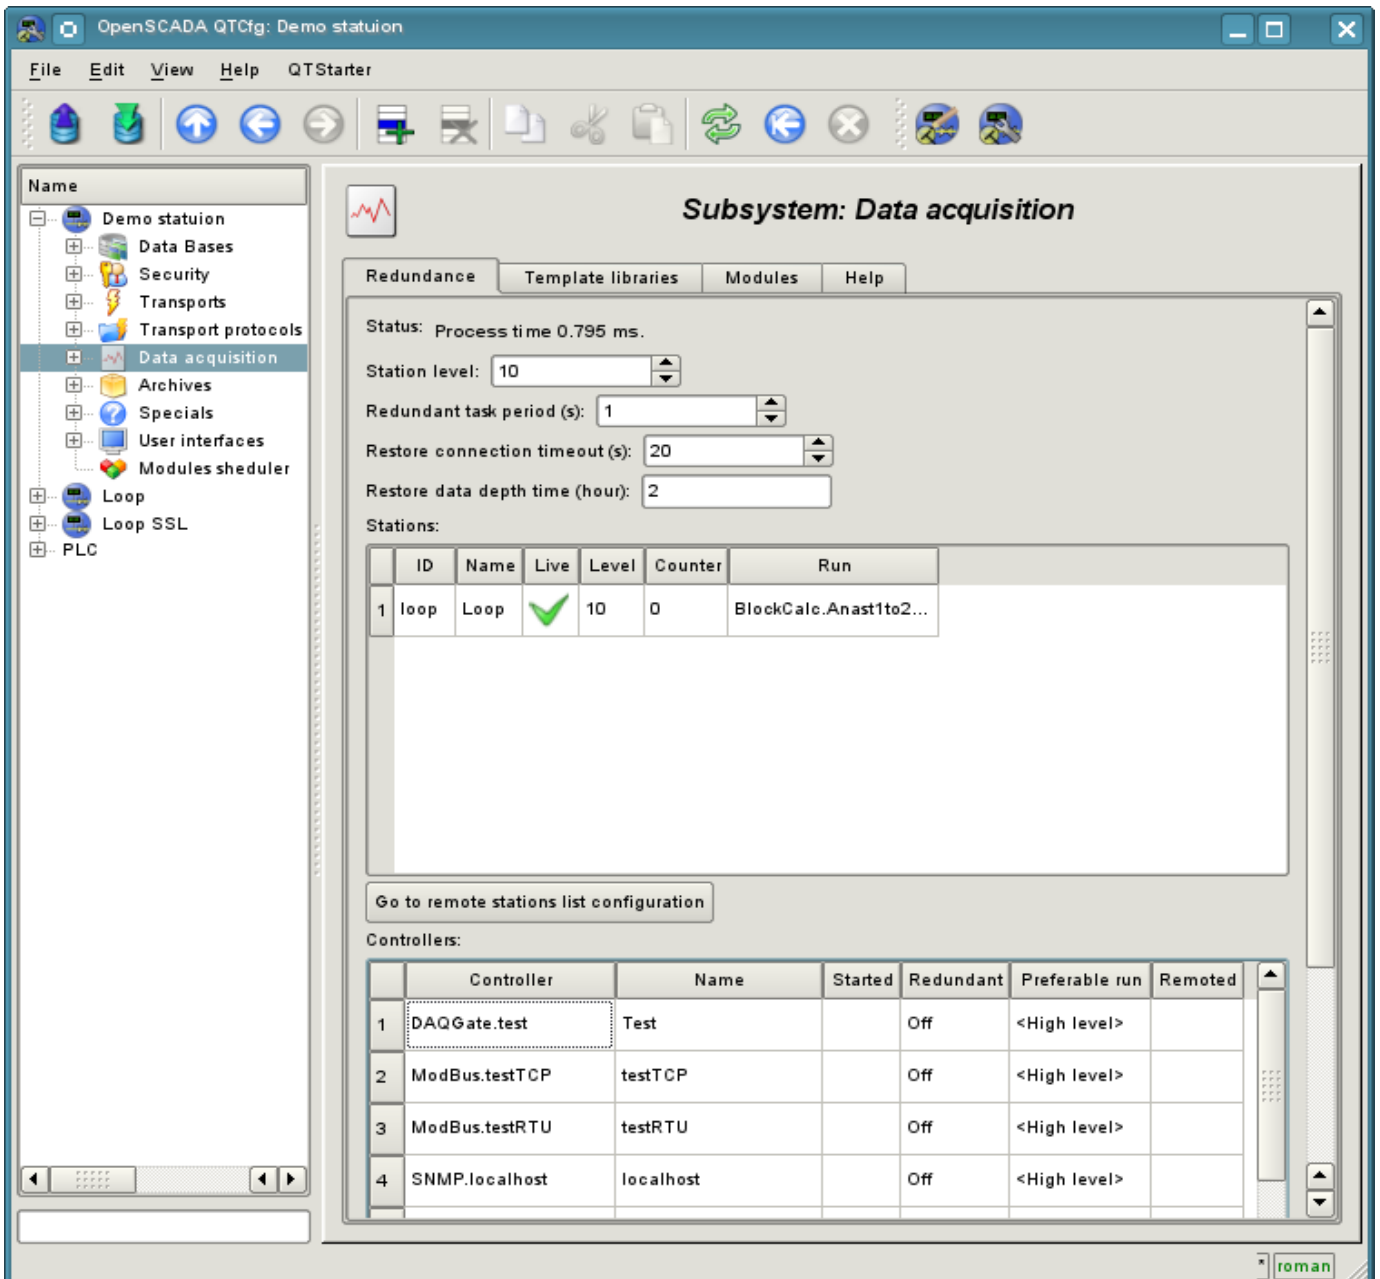 OpenSCADA QTCfg: Demo statuion
File Edit View Help QTStarter
Name
Demo statuion
Data Bases
Security
Transports
Transport protocols
Data acquisition
Archives
Specials
User interfaces
Modules sheduler
Loop
Loop SSL
PLC
Subsystem: Data acquisition
Redundance Template libraries Modules Help
Status: Process time 0.795 ms.
Station level: 10
Redundant task period (s): 1
Restore connection timeout (s): 20
Restore data depth time (hour): 2
Stations:
ID Name Live Level Counter Run
1 loop Loop 10 0 BlockCalc.Anast1to2...
Go to remote stations list configuration
Controllers:
Controller Name Started Redundant Preferable run Remoted
1 DAQGate.test Test Off <High level>
2 ModBus.testTCP testTCP Off <High level>
3 ModBus.testRTU testRTU Off <High level>
4 SNMP.localhost localhost Off <High level>
* roman